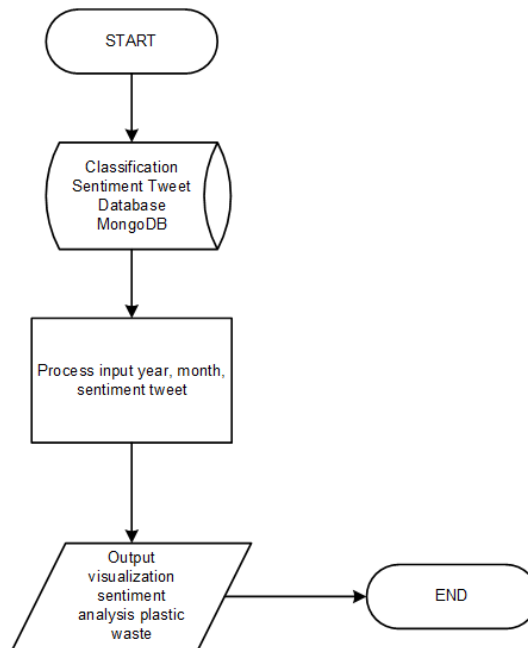 START
Classification
Sentiment Tweet
Database
MongoDB
Process input year, month,
sentiment tweet
Output
visualization
sentiment
analysis plastic
waste
END